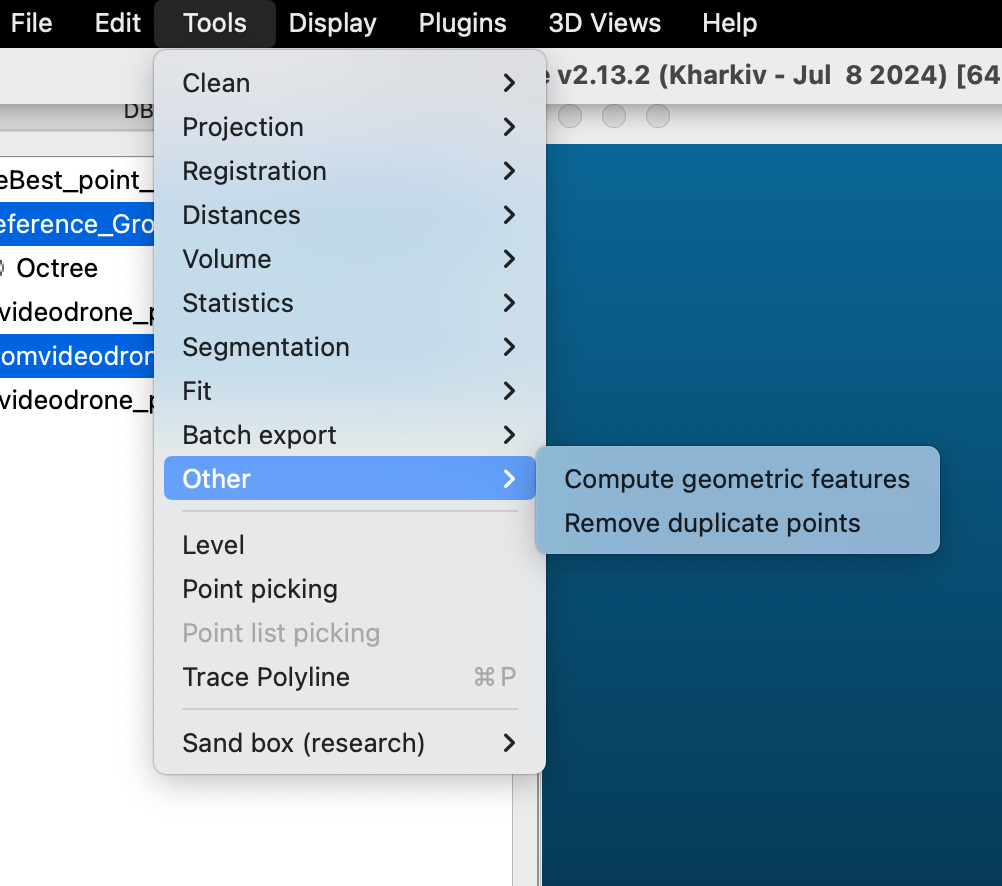 File Edit Tools Display Plugins 3D Views Help
v2.13.2 (Kharkiv - Jul 8 2024) [64
DB
eBest_point_
eference_Gro
Octree
videodrone_p
omvideodron
videodrone_p
Clean
Projection
Registration
Distances
Volume
Statistics
Segmentation
Fit
Batch export
Other
Compute geometric features
Remove duplicate points
Level
Point picking
Point list picking
Trace Polyline ⌘ P
Sand box (research)